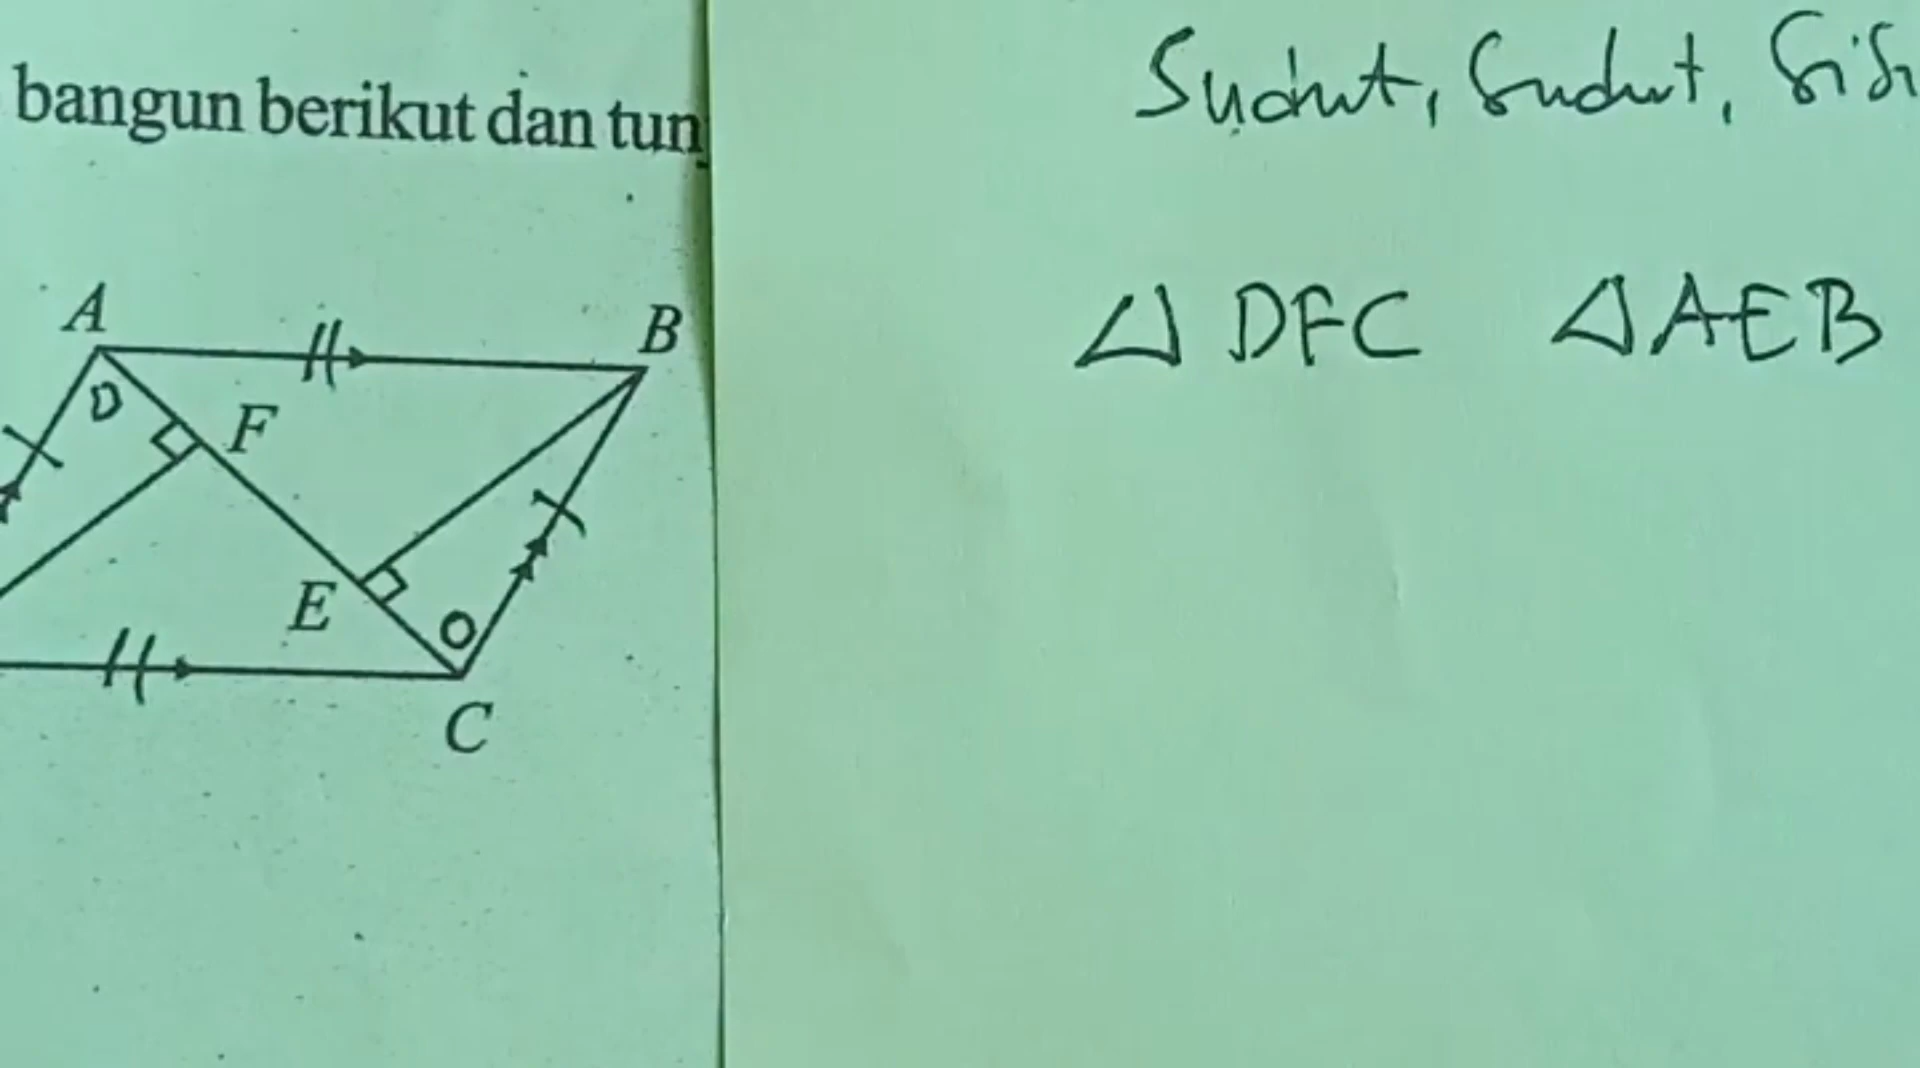 bangun berikut dan tun
Sudut, Sudut, Sisi
A
B
D
F
E
O
C
△ DFC △ AEB